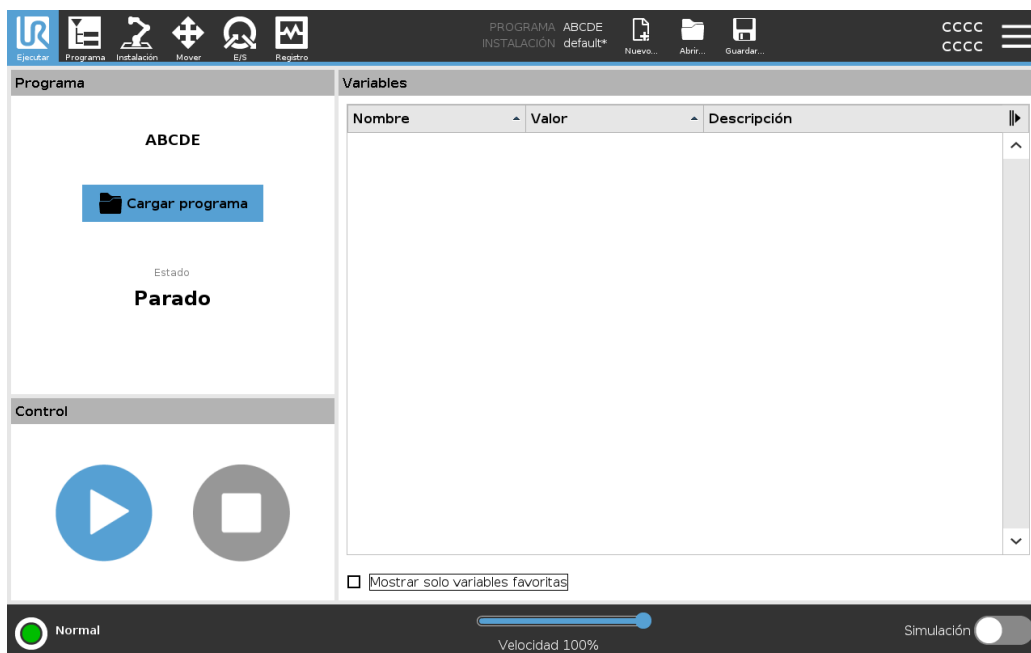 PROGRAMA ABCDE
INSTALACIÓN default*
CCCC
CCCC
Ejecutar Programa Instalación Mover E/S Registro Nuevo... Abrir... Guardar...
Programa
Variables
ABCDE
Cargar programa
Estado
Parado
Nombre Valor Descripción
Control
Mostrar solo variables favoritas
Normal
Velocidad 100%
Simulación